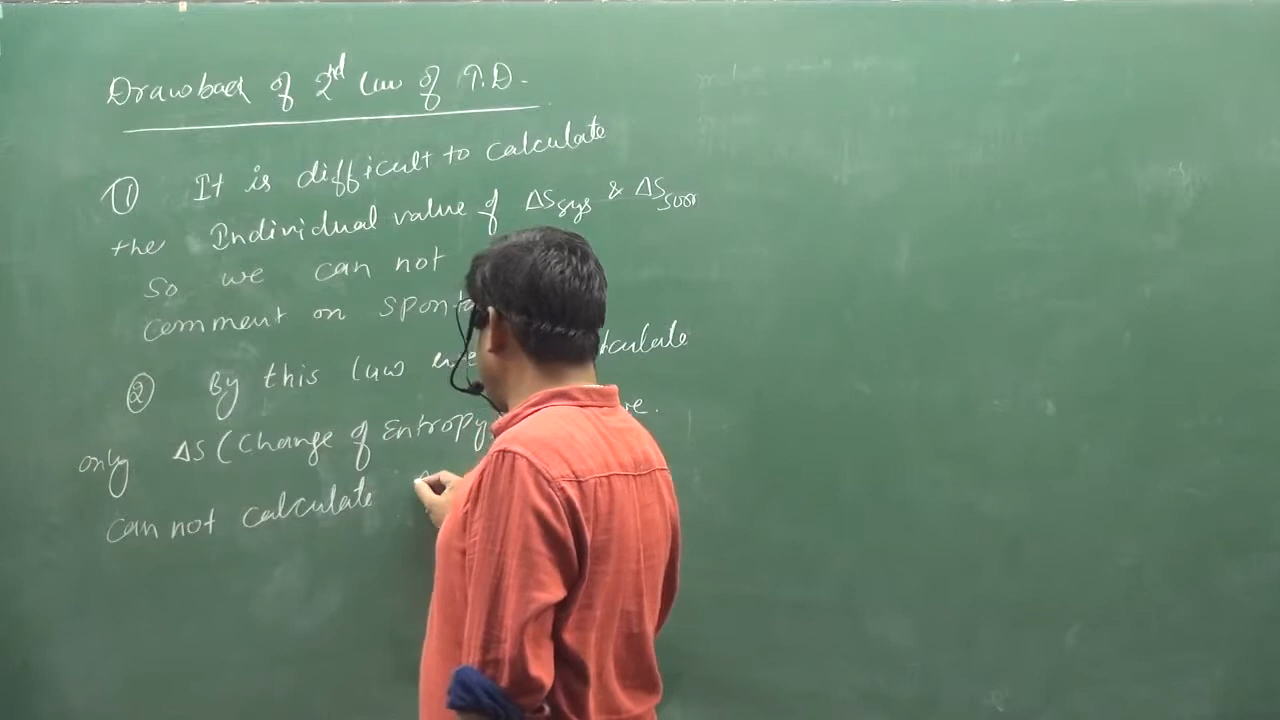 Drawback of 2nd law of T.D.
① It is difficult to calculate
the Individual value of ΔSsys & ΔSsurr
So we can not
comment on spont
② By this law we
only ΔS (Change of Entropy
can not calculate